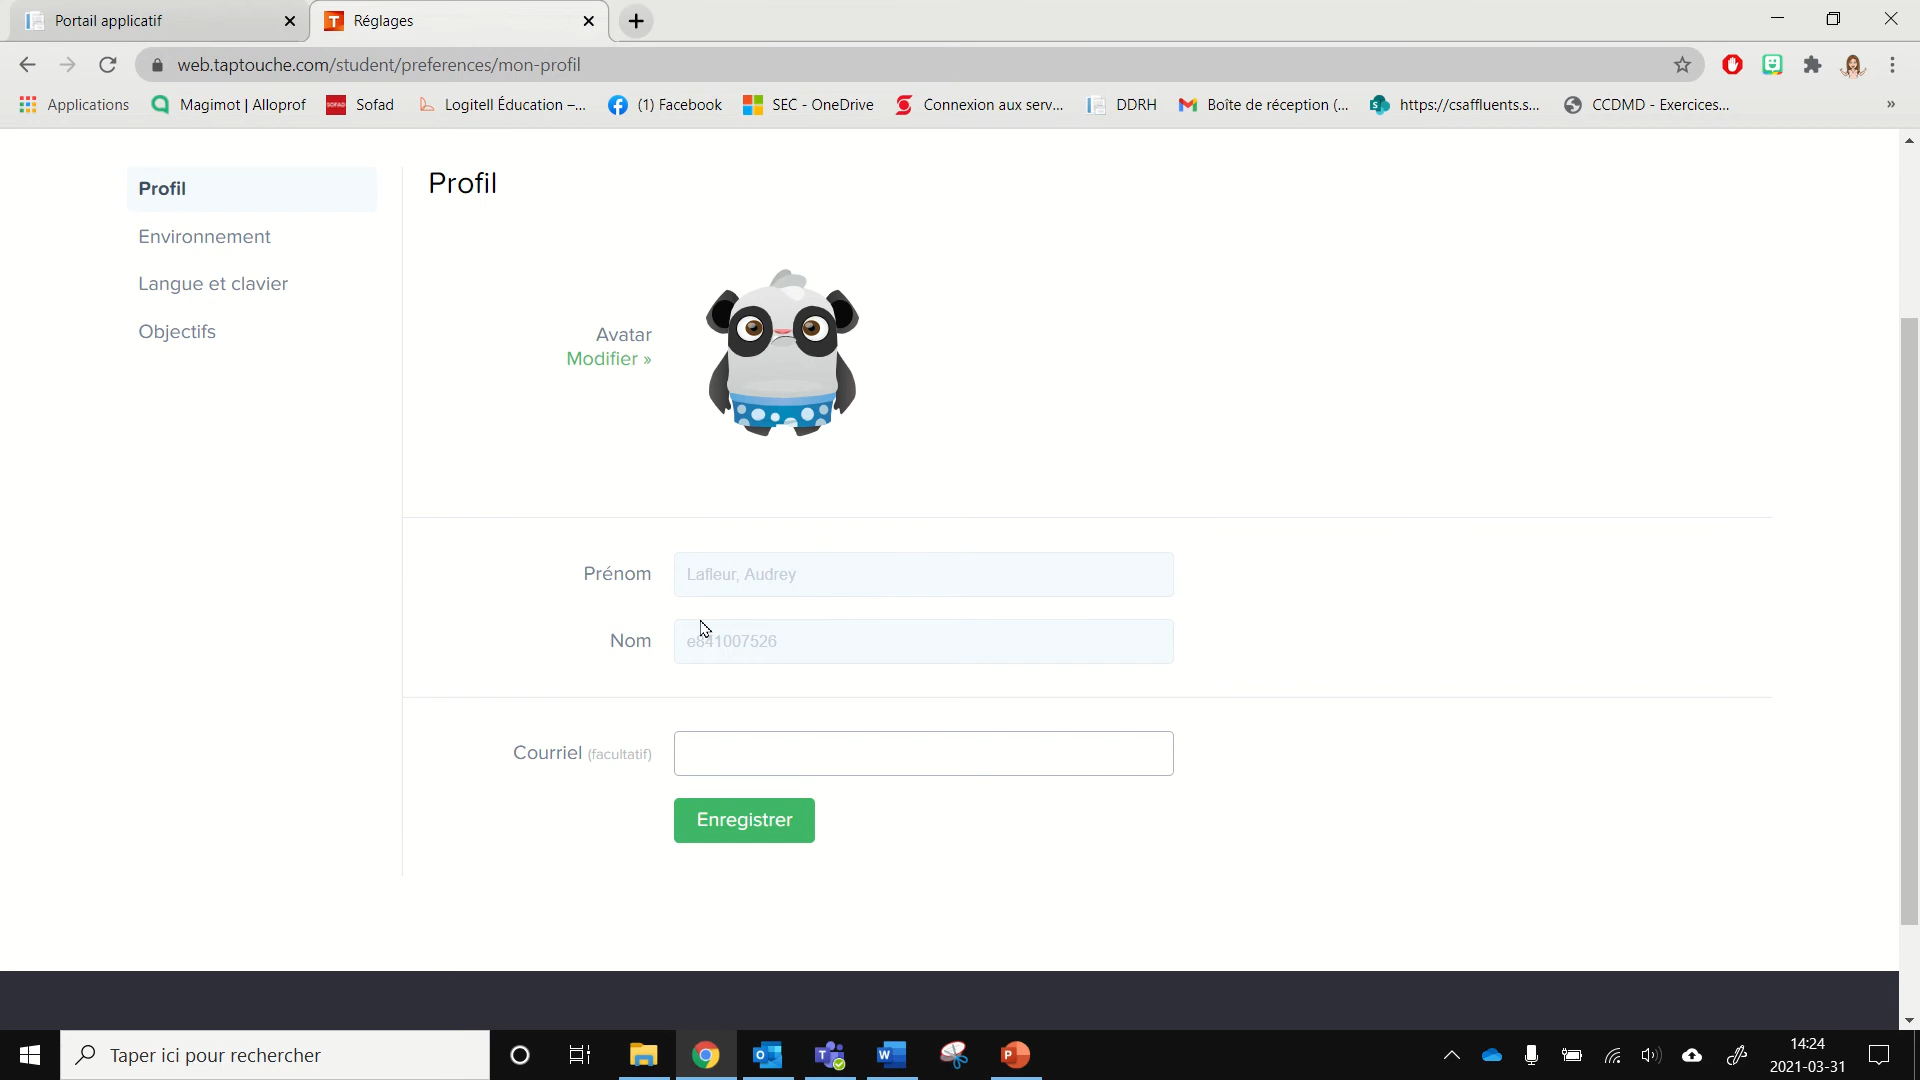 Portail applicatif
Réglages
web.taptouche.com/student/preferences/mon-profil
Applications
Magimot | Alloprof
SOFAD
Sofad
Logitell Éducation –...
(1) Facebook
SEC - OneDrive
Connexion aux serv...
DDRH
Boîte de réception (...
https://csaffluents.s...
CCDMD - Exercices...
»
Profil
Environnement
Langue et clavier
Objectifs
Profil
Avatar
Modifier »
Prénom
Lafleur, Audrey
Nom
e841007526
Courriel (facultatif)
Enregistrer
Taper ici pour rechercher
14:24
2021-03-31